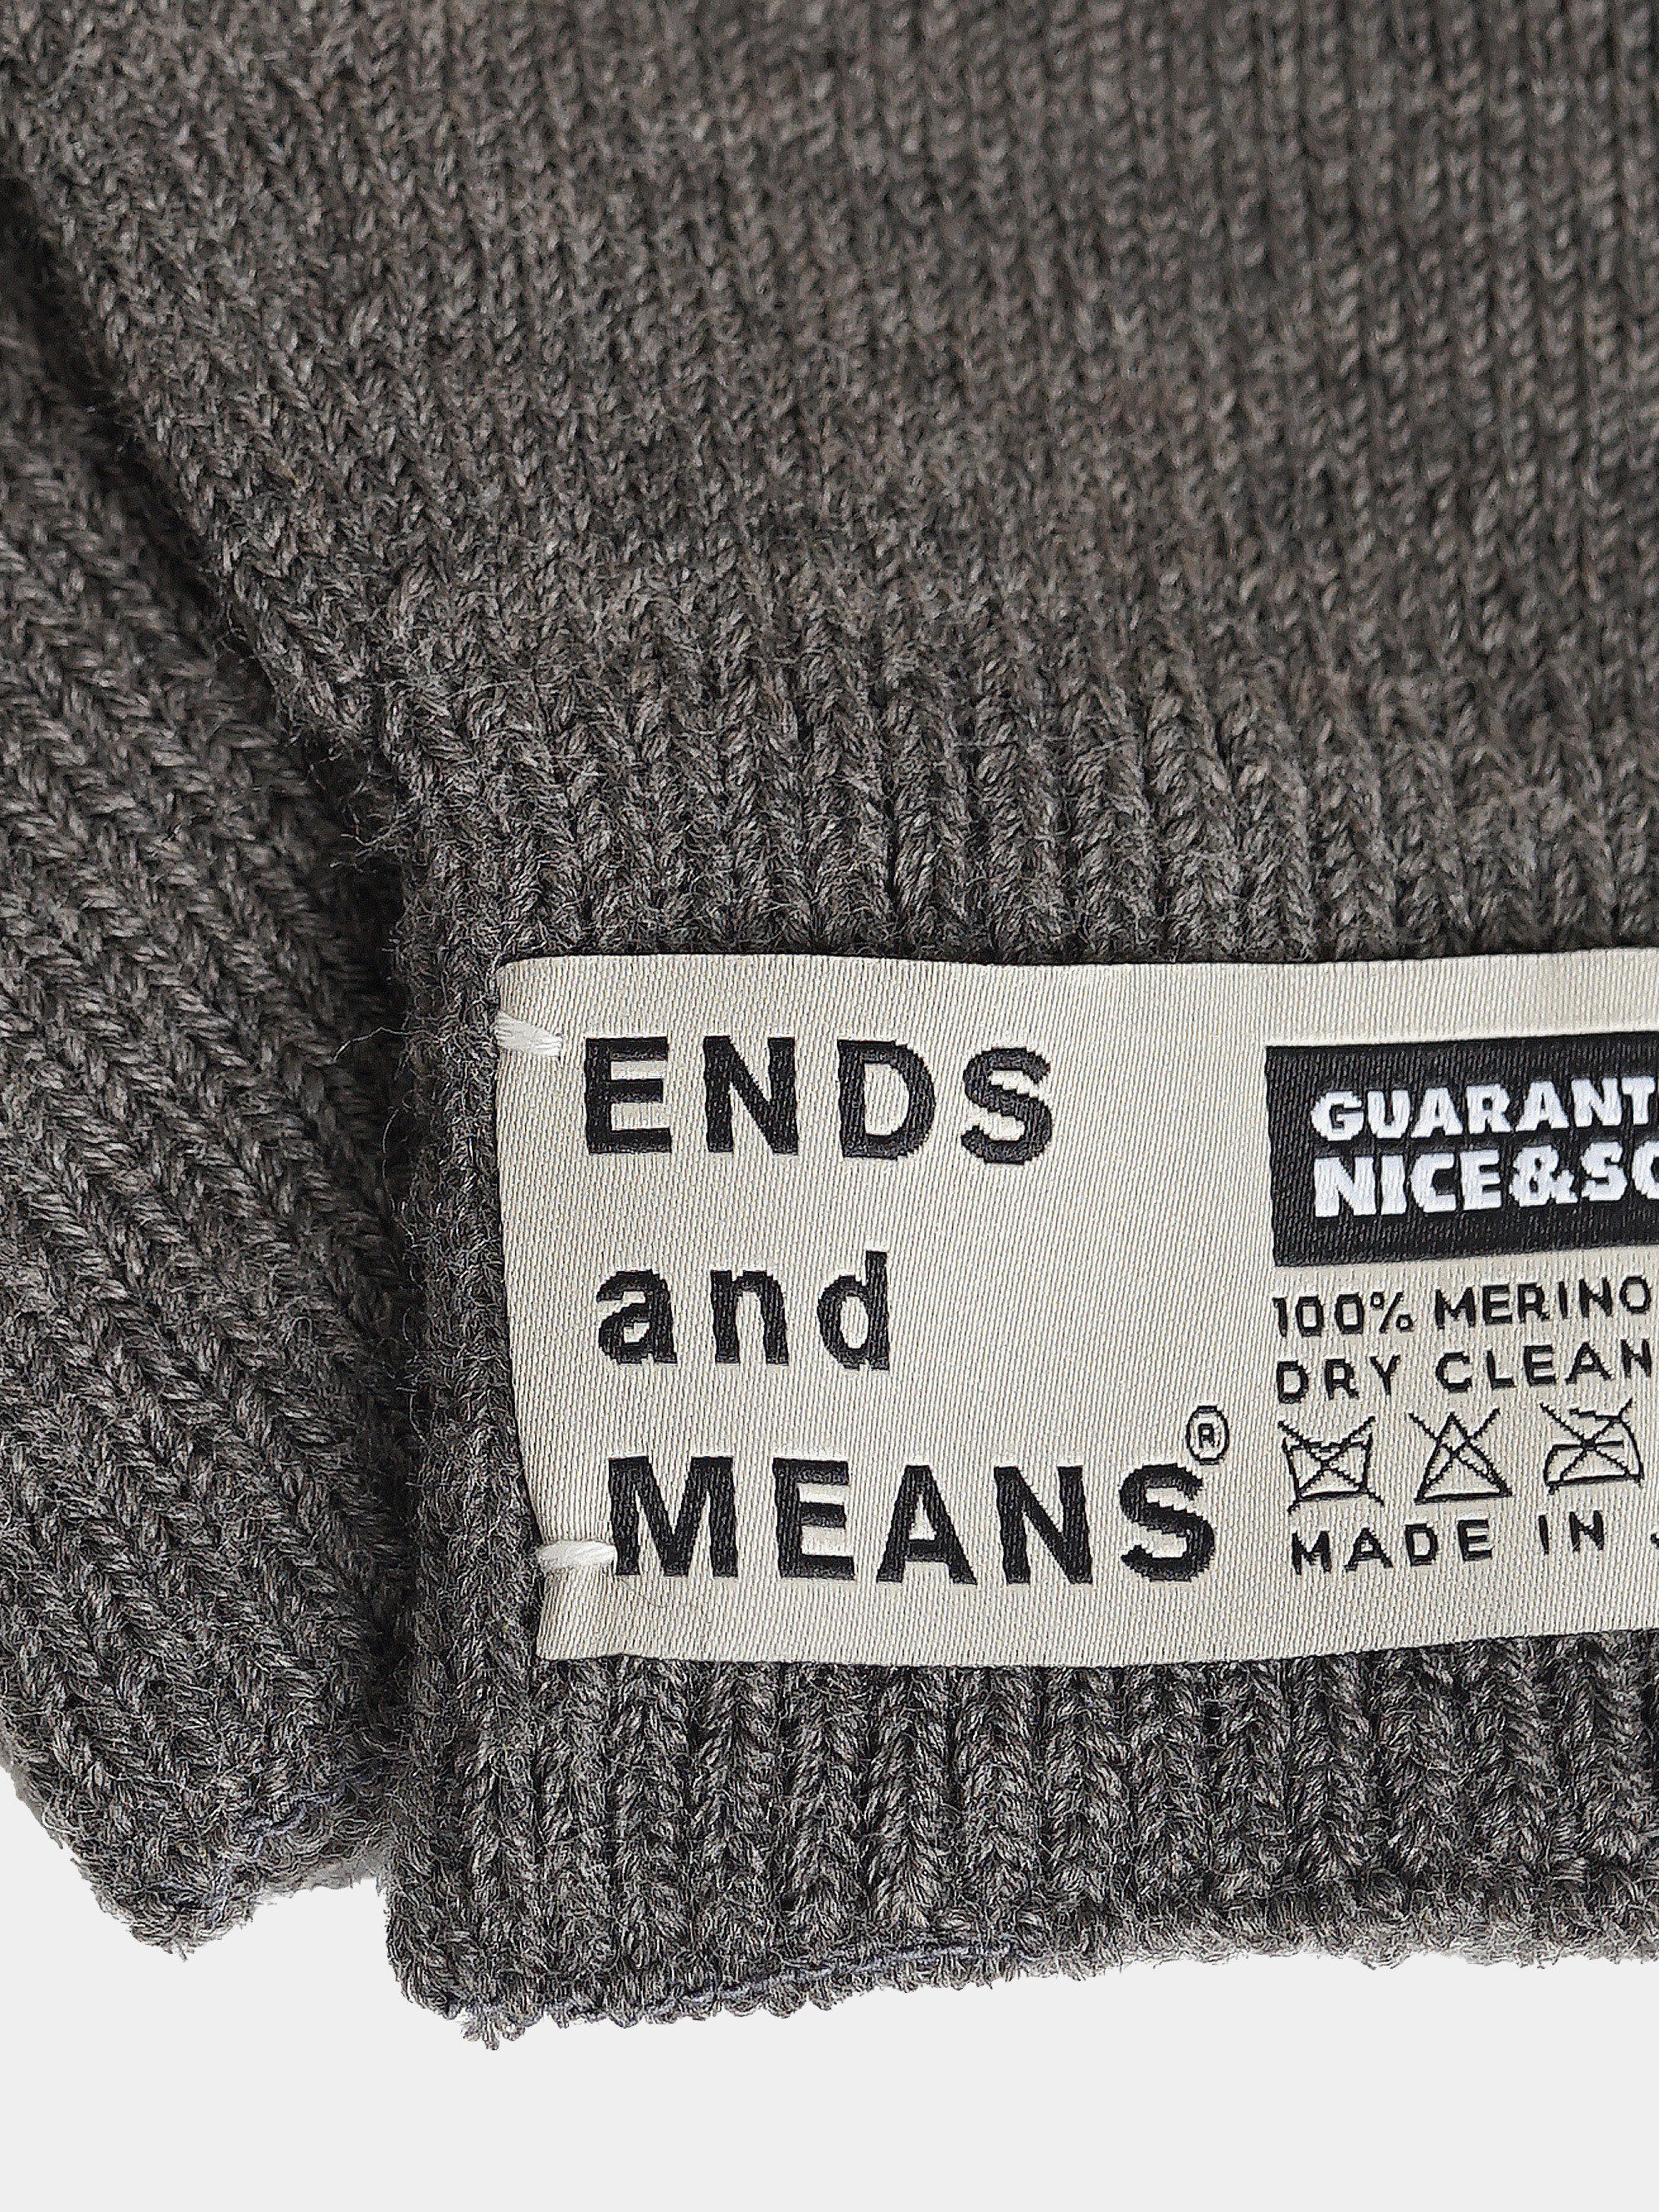 ENDS
and
MEANS®
GUARANT
NICE&SO
100% MERINO
DRY CLEAN
MADE IN